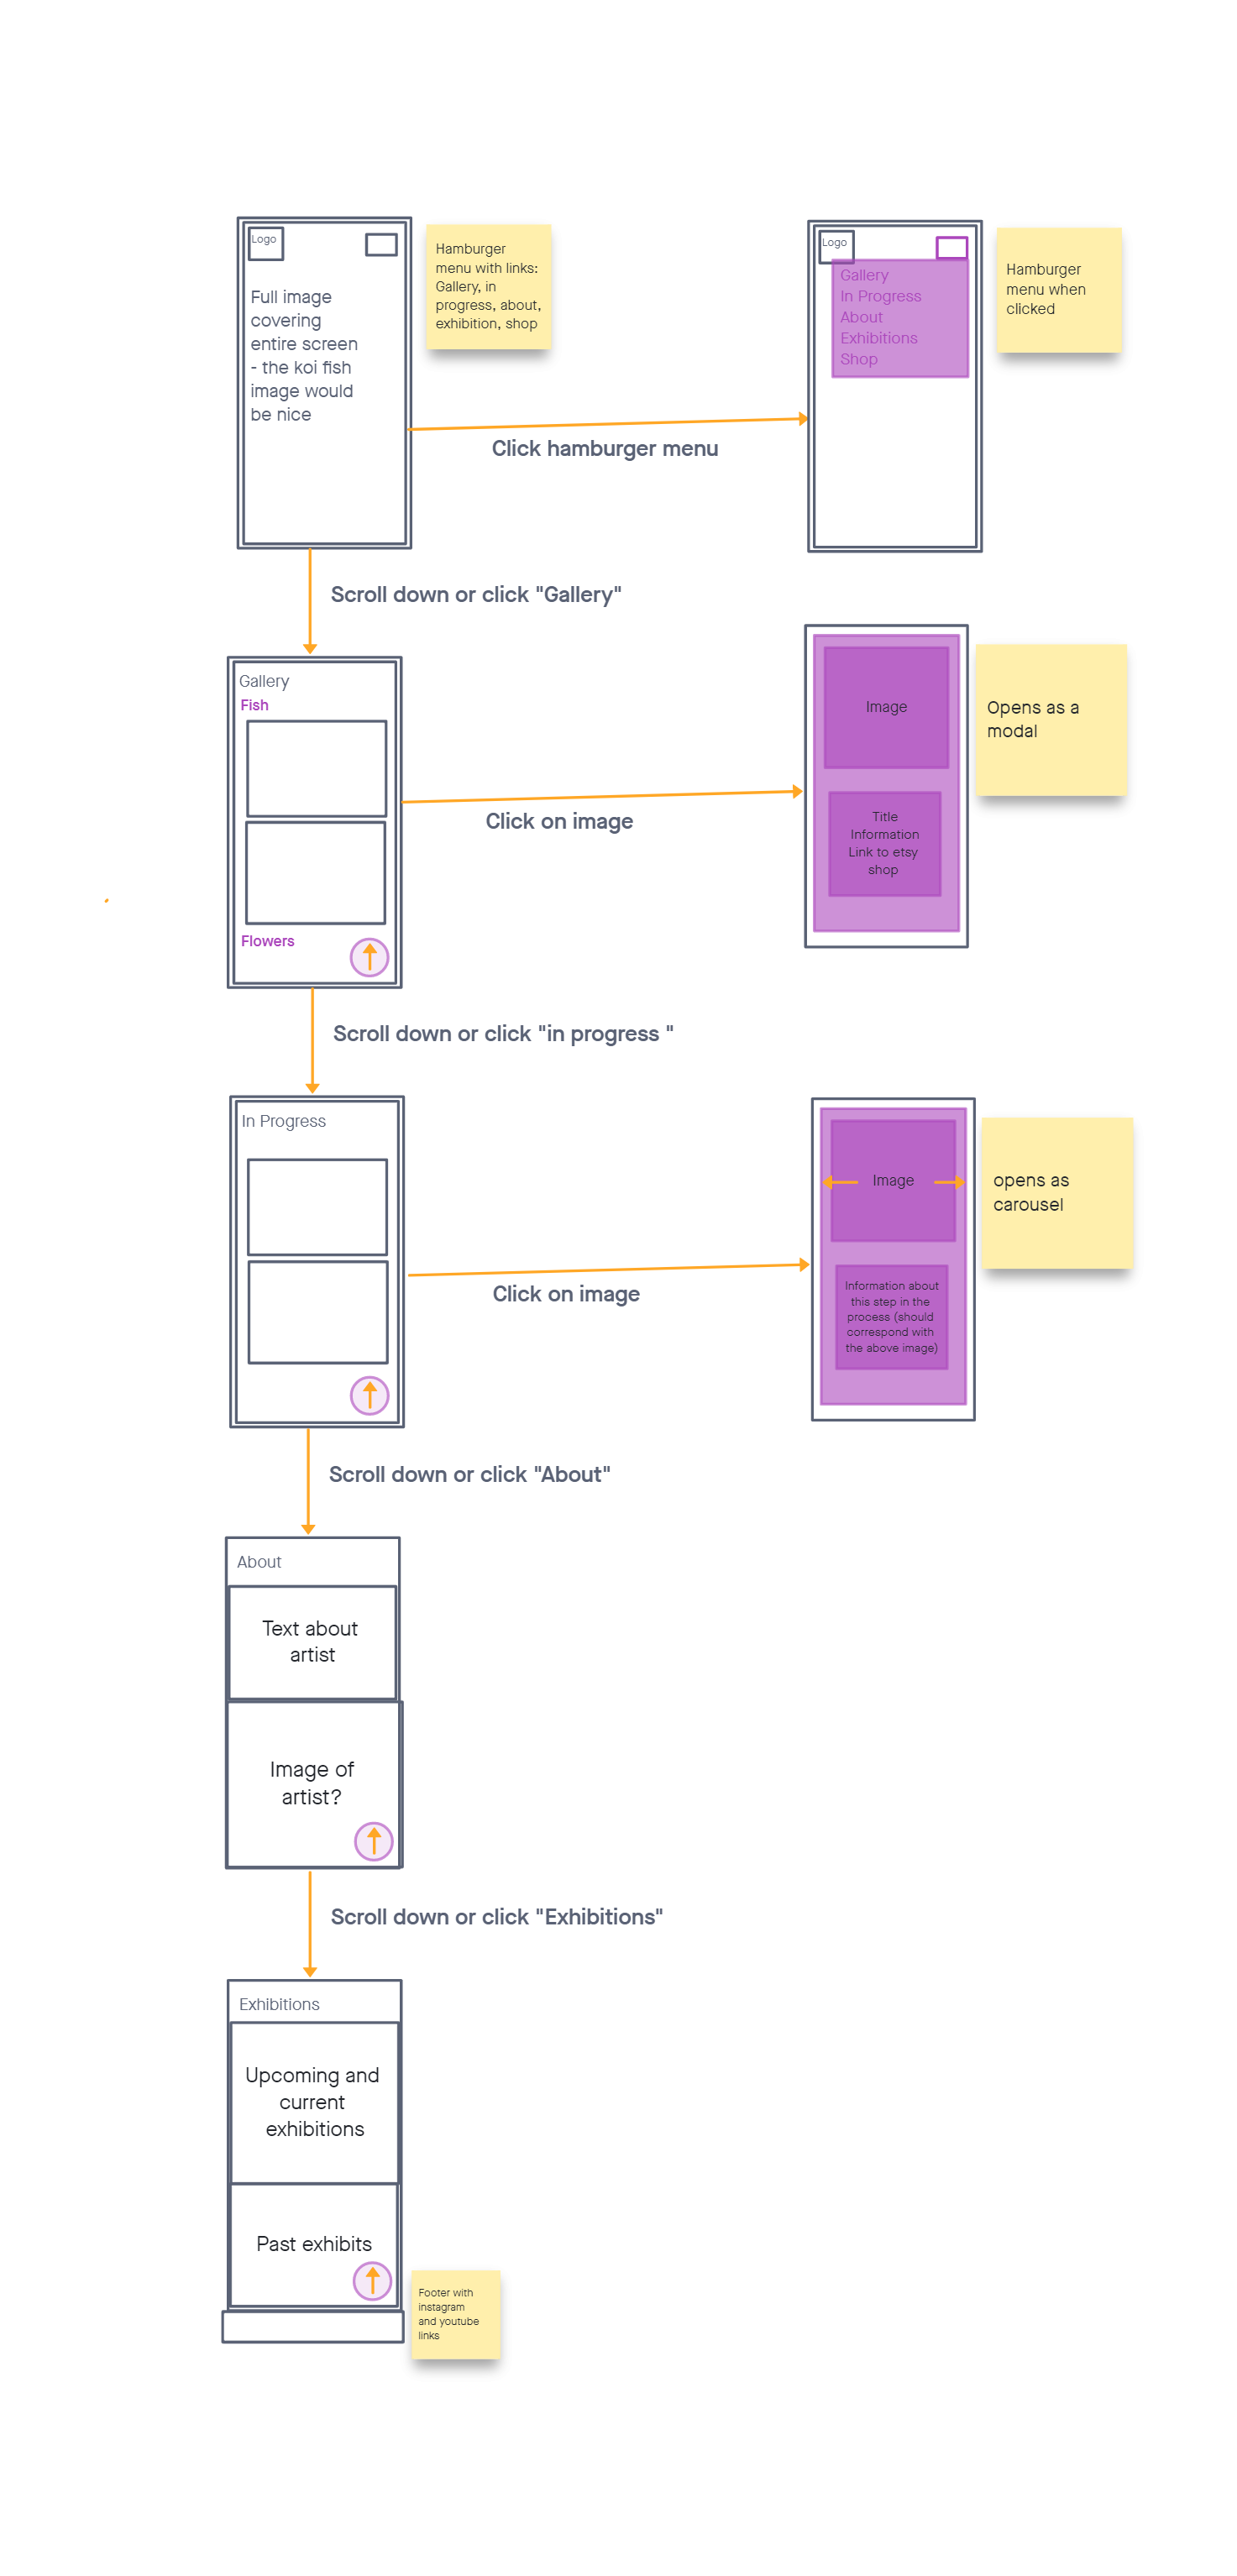 Logo
Full image
covering
entire screen
- the koi fish
image would
be nice
Hamburger
menu with links:
Gallery, in
progress, about,
exhibition, shop
Logo
Gallery
In Progress
About
Exhibitions
Shop
Hamburger
menu when
clicked
Click hamburger menu
Scroll down or click "Gallery"
Gallery
Fish
Flowers
Click on image
Image
Title
Information
Link to etsy
shop
Opens as a
modal
Scroll down or click "in progress "
In Progress
Click on image
Image
Information about
this step in the
process (should
correspond with
the above image)
opens as
carousel
Scroll down or click "About"
About
Text about
artist
Image of
artist?
Scroll down or click "Exhibitions"
Exhibitions
Upcoming and
current
exhibitions
Past exhibits
Footer with
instagram
and youtube
links